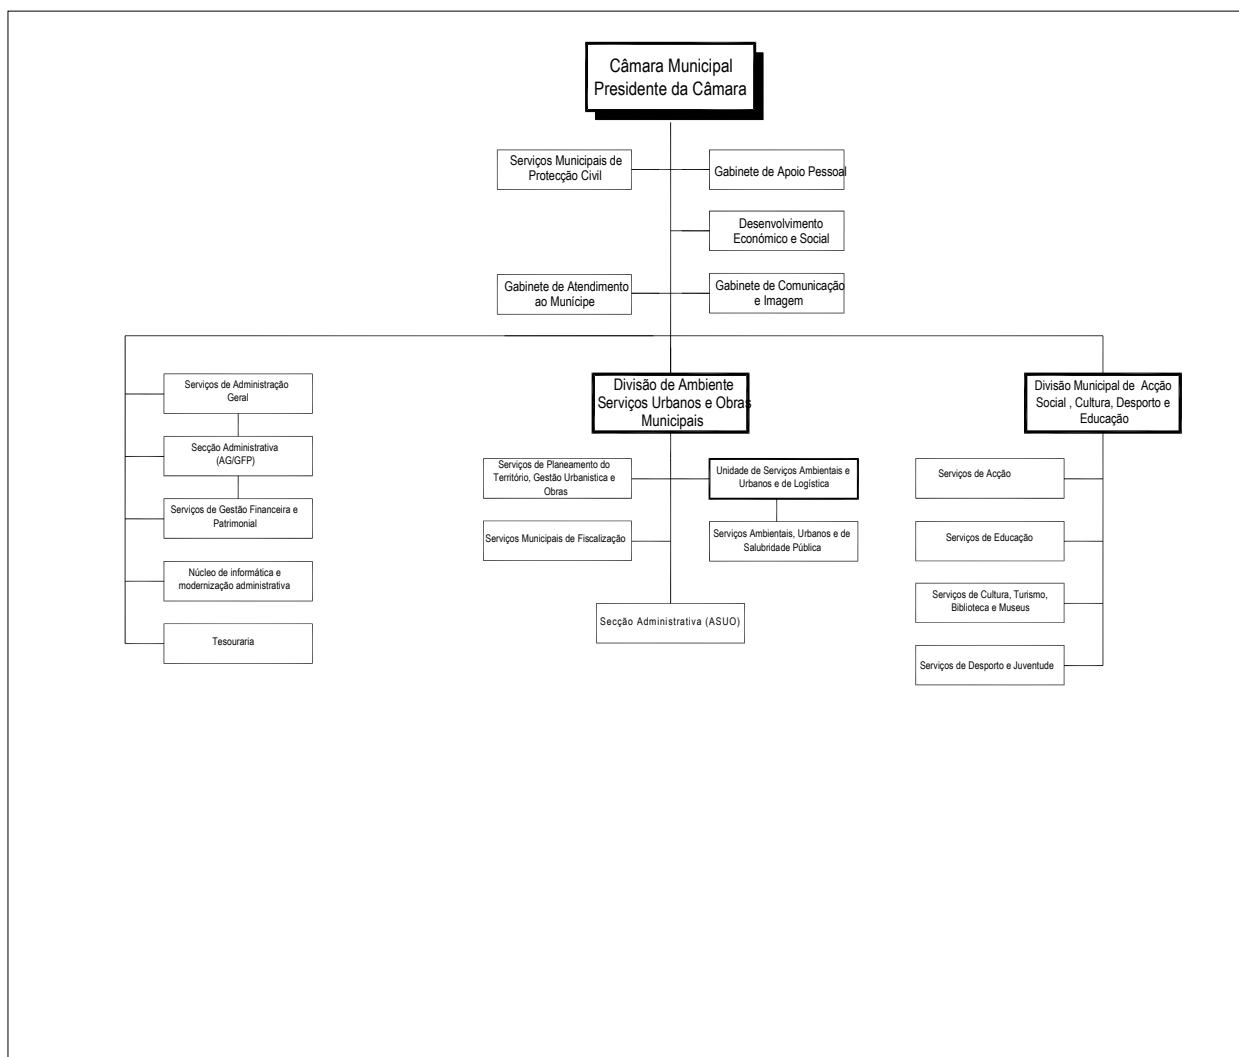 Câmara Municipal
Presidente da Câmara
Serviços Municipais de
Protecção Civil
Gabinete de Apoio Pessoal
Desenvolvimento
Económico e Social
Gabinete de Atendimento
ao Munícipe
Gabinete de Comunicação
e Imagem
Serviços de Administração
Geral
Secção Administrativa
(AG/GFP)
Serviços de Gestão Financeira e
Patrimonial
Núcleo de informática e
modernização administrativa
Tesouraria
Divisão de Ambiente
Serviços Urbanos e Obras
Municipais
Serviços de Planeamento do
Território, Gestão Urbanistica e
Obras
Unidade de Serviços Ambientais e
Urbanos e de Logística
Serviços Municipais de Fiscalização
Serviços Ambientais, Urbanos e de
Salubridade Pública
Secção Administrativa (ASUO)
Divisão Municipal de Acção
Social , Cultura, Desporto e
Educação
Serviços de Acção
Serviços de Educação
Serviços de Cultura, Turismo,
Biblioteca e Museus
Serviços de Desporto e Juventude